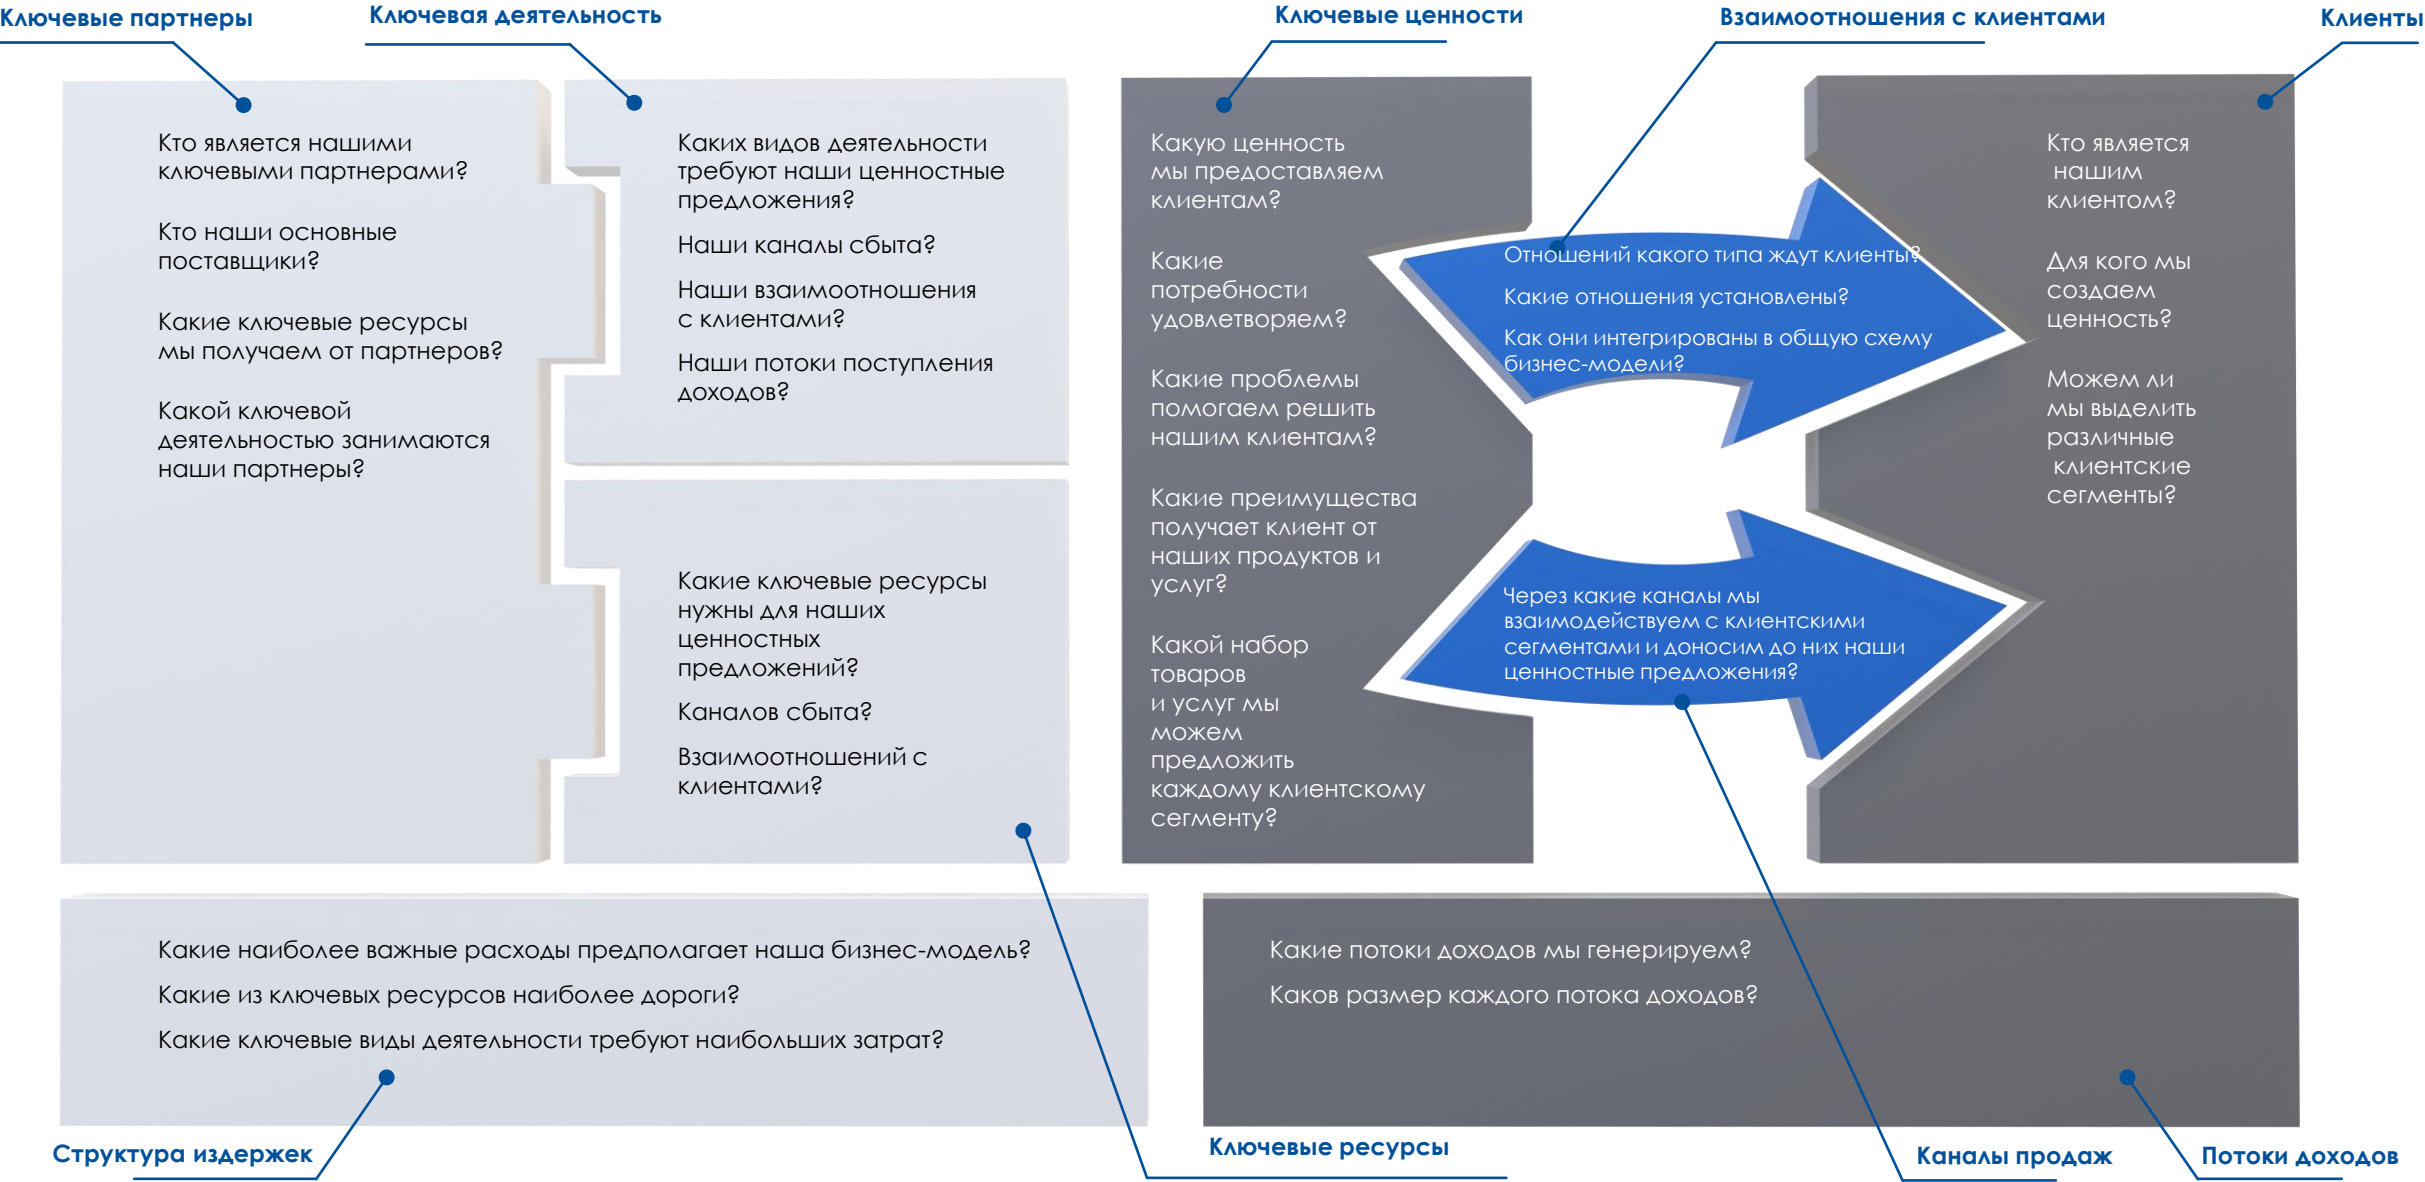 Ключевые партнеры
Ключевая деятельность
Ключевые ценности
Взаимоотношения с клиентами
Клиенты
Кто является нашими
ключевыми партнерами?
Кто наши основные
поставщики?
Какие ключевые ресурсы
мы получаем от партнеров?
Какой ключевой
деятельностью занимаются
наши партнеры?
Каких видов деятельности
требуют наши ценностные
предложения?
Наши каналы сбыта?
Наши взаимоотношения
с клиентами?
Наши потоки поступления
доходов?
Какие ключевые ресурсы
нужны для наших
ценностных
предложений?
Каналов сбыта?
Взаимоотношений с
клиентами?
Какую ценность
мы предоставляем
клиентам?
Какие
потребности
удовлетворяем?
Какие проблемы
помогаем решить
нашим клиентам?
Какие преимущества
получает клиент от
наших продуктов и
услуг?
Какой набор
товаров
и услуг мы
можем
предложить
каждому клиентскому
сегменту?
Отношений какого типа ждут клиенты?
Какие отношения установлены?
Как они интегрированы в общую схему
бизнес-модели?
Через какие каналы мы
взаимодействуем с клиентскими
сегментами и доносим до них наши
ценностные предложения?
Кто является
нашим
клиентом?
Для кого мы
создаем
ценность?
Можем ли
мы выделить
различные
клиентские
сегменты?
Какие наиболее важные расходы предполагает наша бизнес-модель?
Какие из ключевых ресурсов наиболее дороги?
Какие ключевые виды деятельности требуют наибольших затрат?
Какие потоки доходов мы генерируем?
Каков размер каждого потока доходов?
Структура издержек
Ключевые ресурсы
Каналы продаж
Потоки доходов